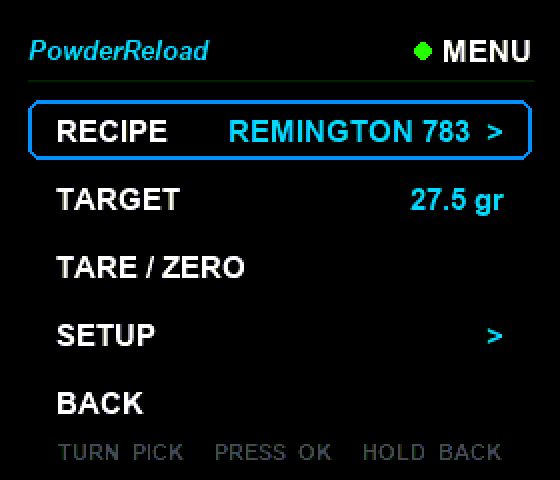 PowderReload MENU
RECIPE REMINGTON 783 >
TARGET 27.5 gr
TARE / ZERO
SETUP >
BACK
TURN PICK PRESS OK HOLD BACK